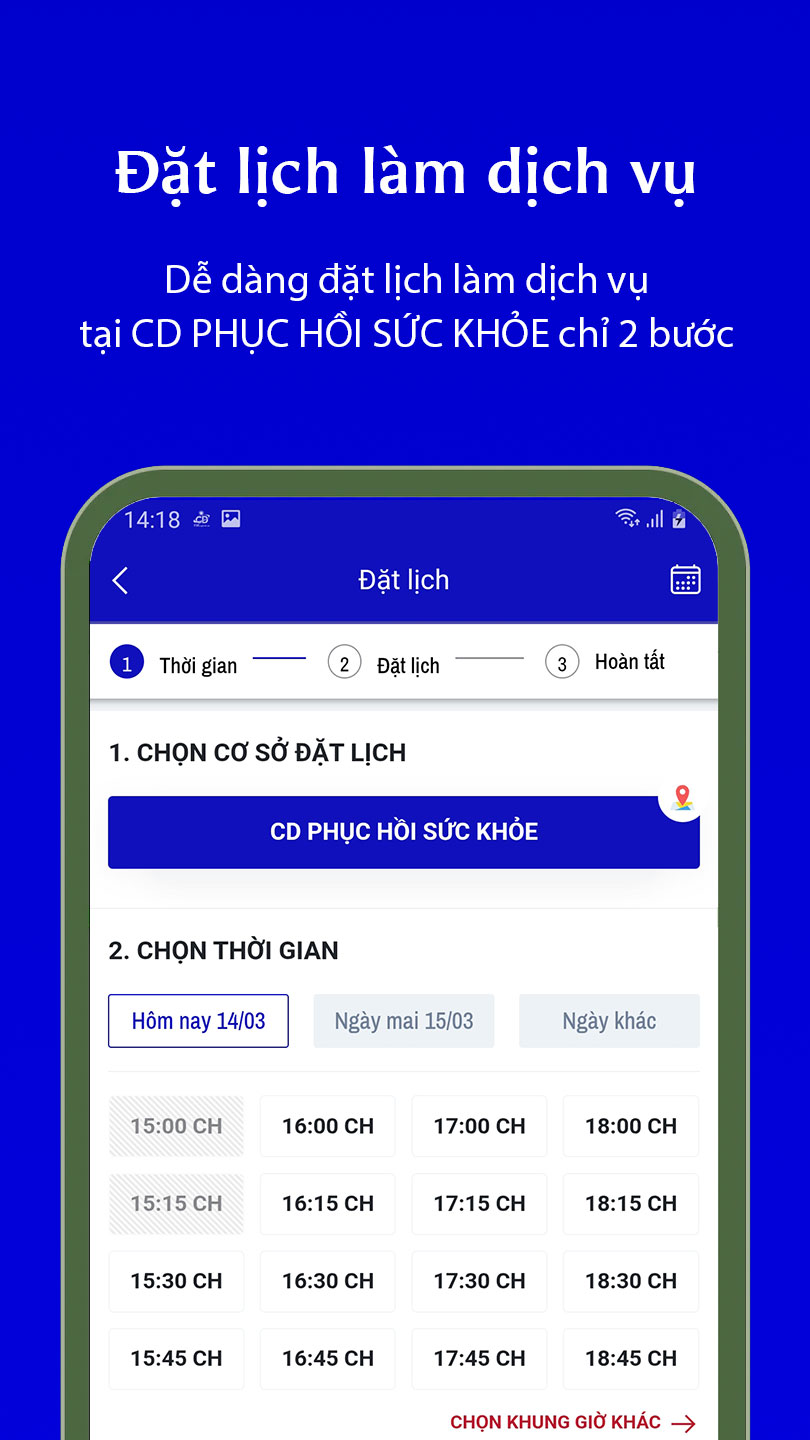 Đặt lịch làm dịch vụ
Dễ dàng đặt lịch làm dịch vụ
tại CD PHỤC HỒI SỨC KHỎE chỉ 2 bước
14:18
Đặt lịch
1 Thời gian 2 Đặt lịch 3 Hoàn tất
1. CHỌN CƠ SỞ ĐẶT LỊCH
CD PHỤC HỒI SỨC KHỎE
2. CHỌN THỜI GIAN
Hôm nay 14/03 Ngày mai 15/03 Ngày khác
15:00 CH 16:00 CH 17:00 CH 18:00 CH
15:15 CH 16:15 CH 17:15 CH 18:15 CH
15:30 CH 16:30 CH 17:30 CH 18:30 CH
15:45 CH 16:45 CH 17:45 CH 18:45 CH
CHỌN KHUNG GIỜ KHÁC